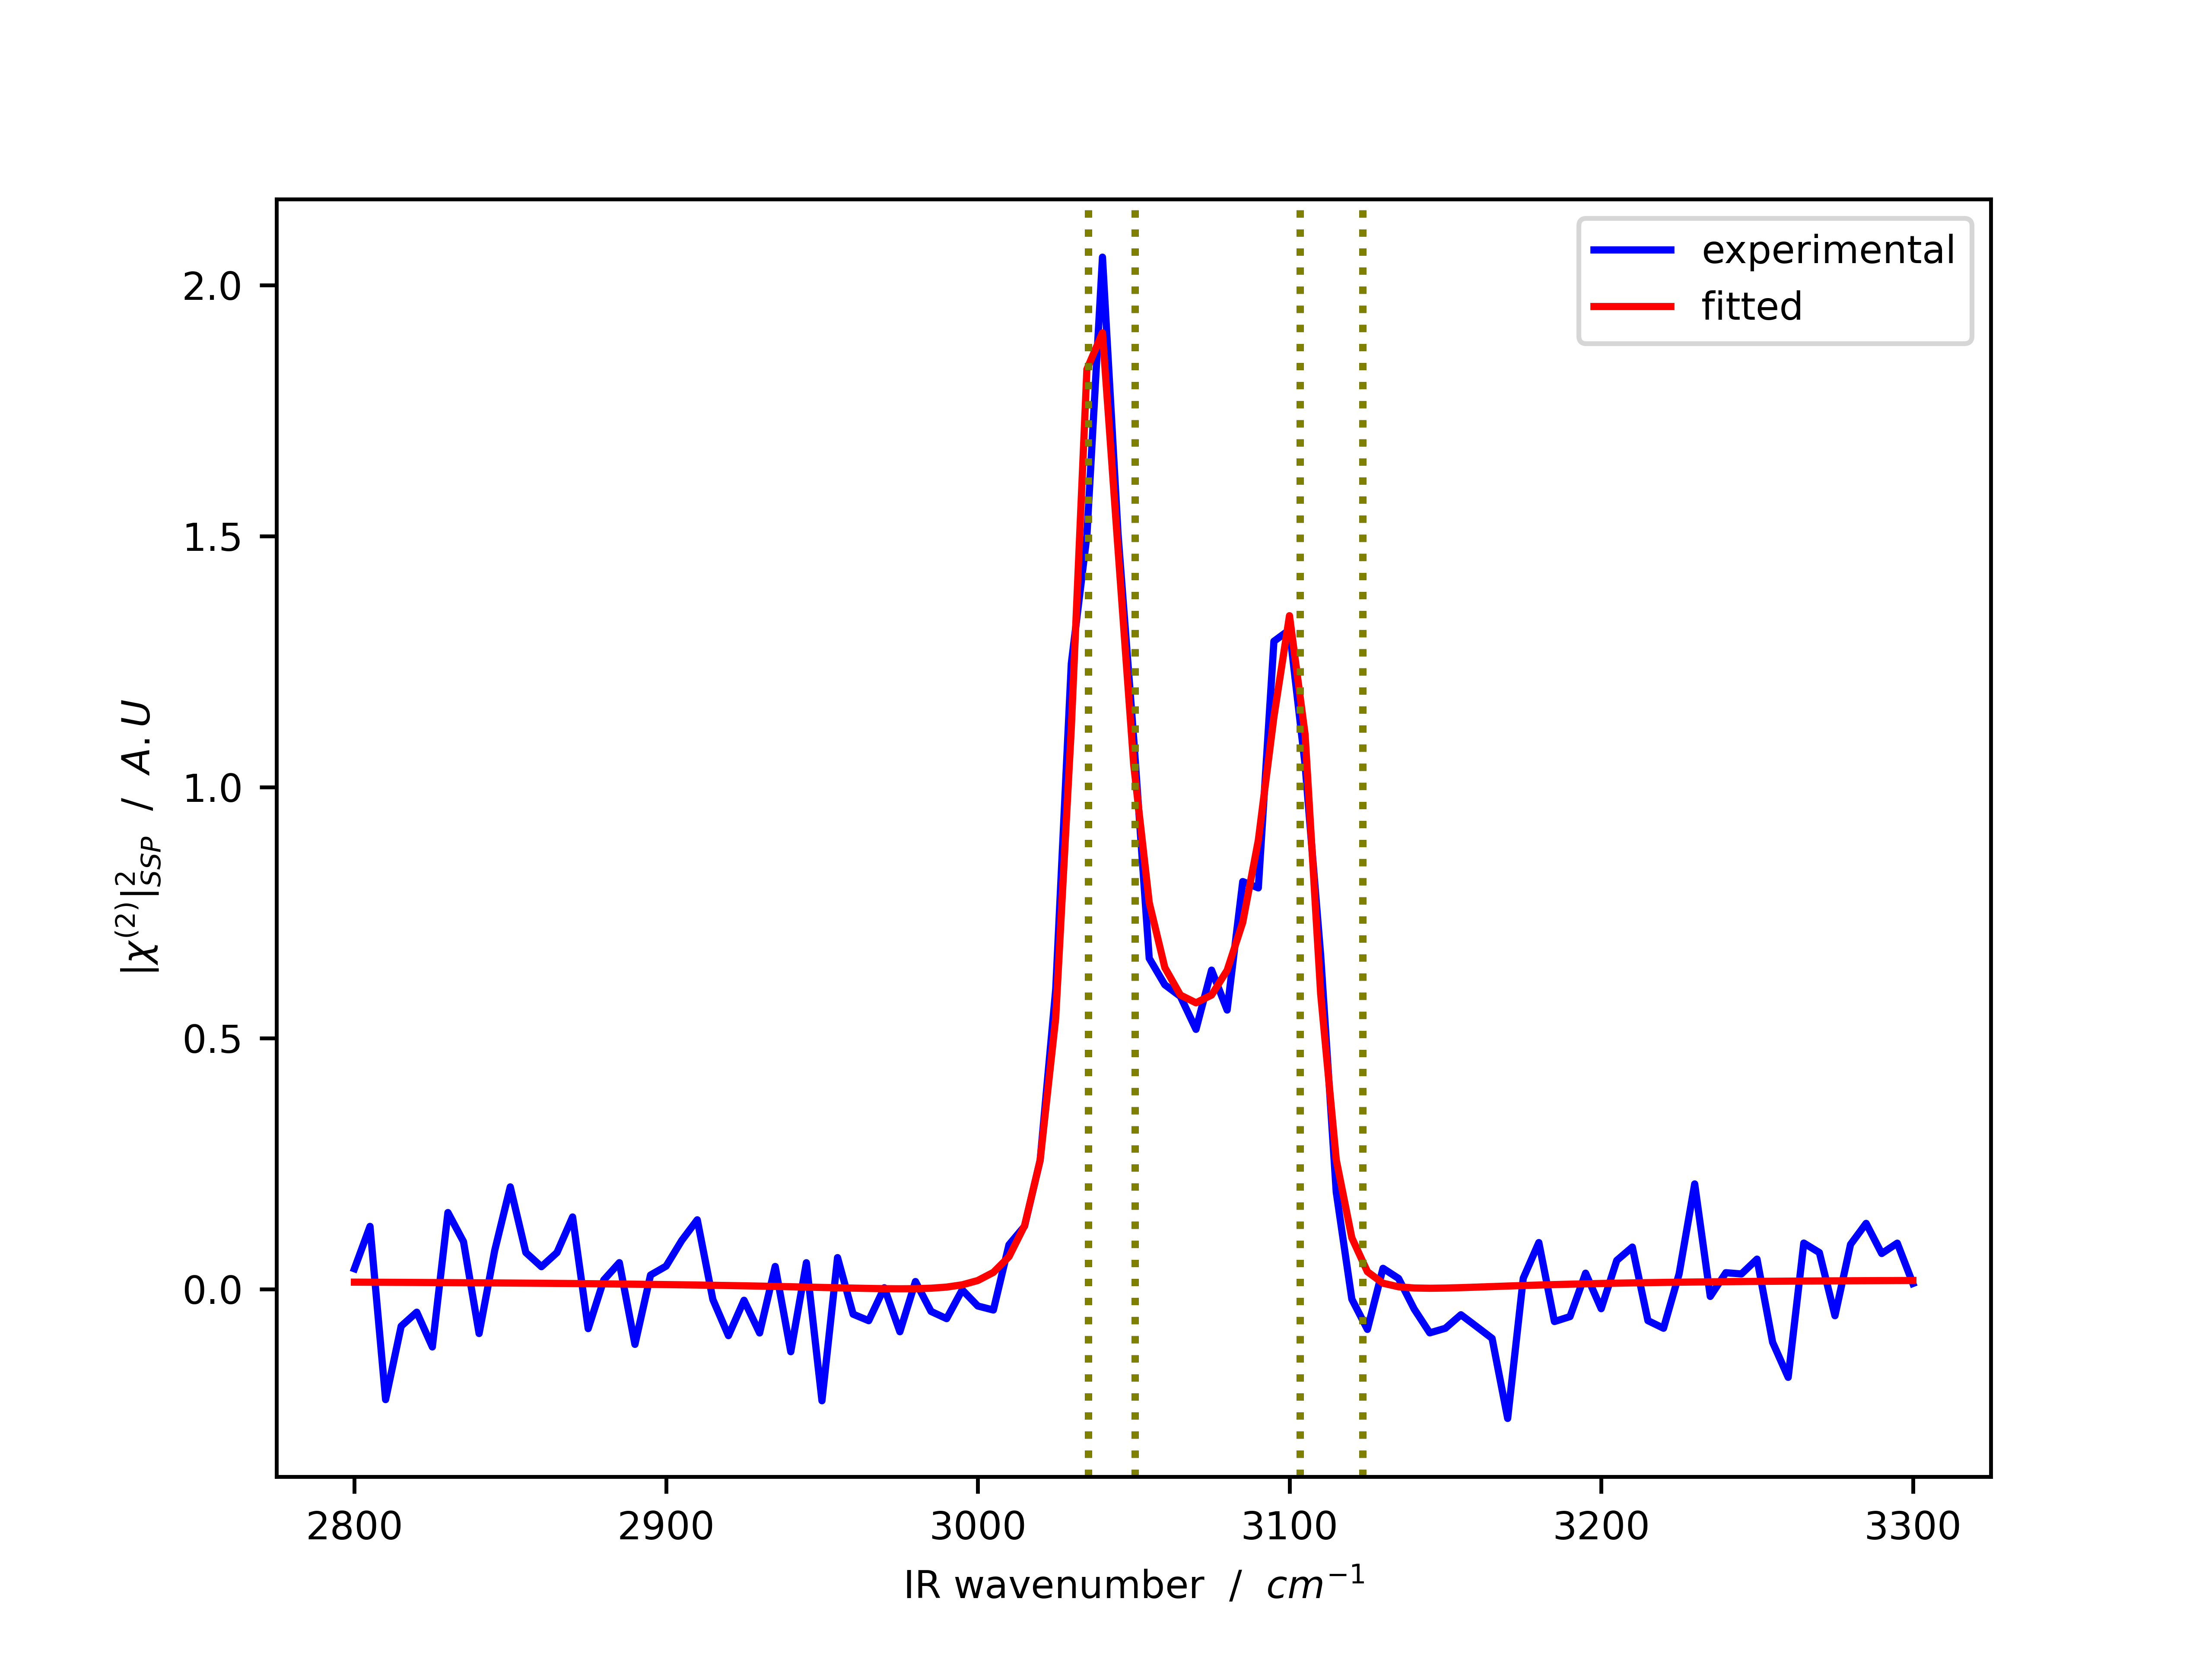 experimental
fitted
2.0
1.5
1.0
0.5
0.0
|χ^(2)|²_SSP / A.U
2800 2900 3000 3100 3200 3300
IR wavenumber / cm⁻¹